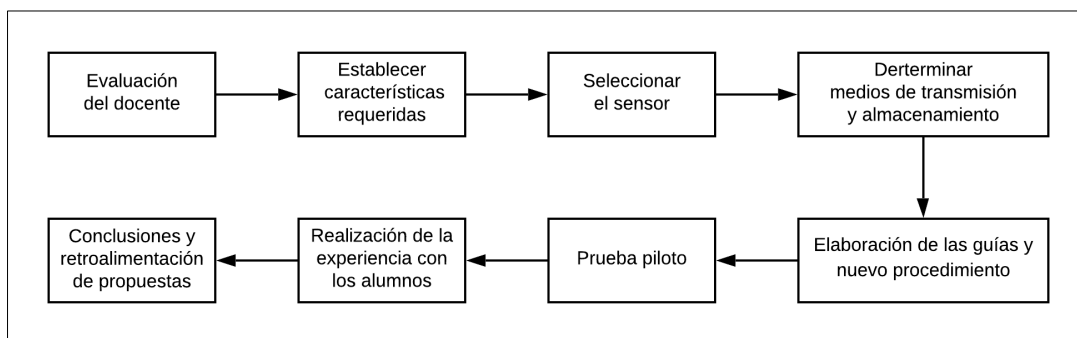 Evaluación
del docente
Establecer
características
requeridas
Seleccionar
el sensor
Derterminar
medios de transmisión
y almacenamiento
Elaboración de las guías y
nuevo procedimiento
Prueba piloto
Realización de la
experiencia con
los alumnos
Conclusiones y
retroalimentación
de propuestas